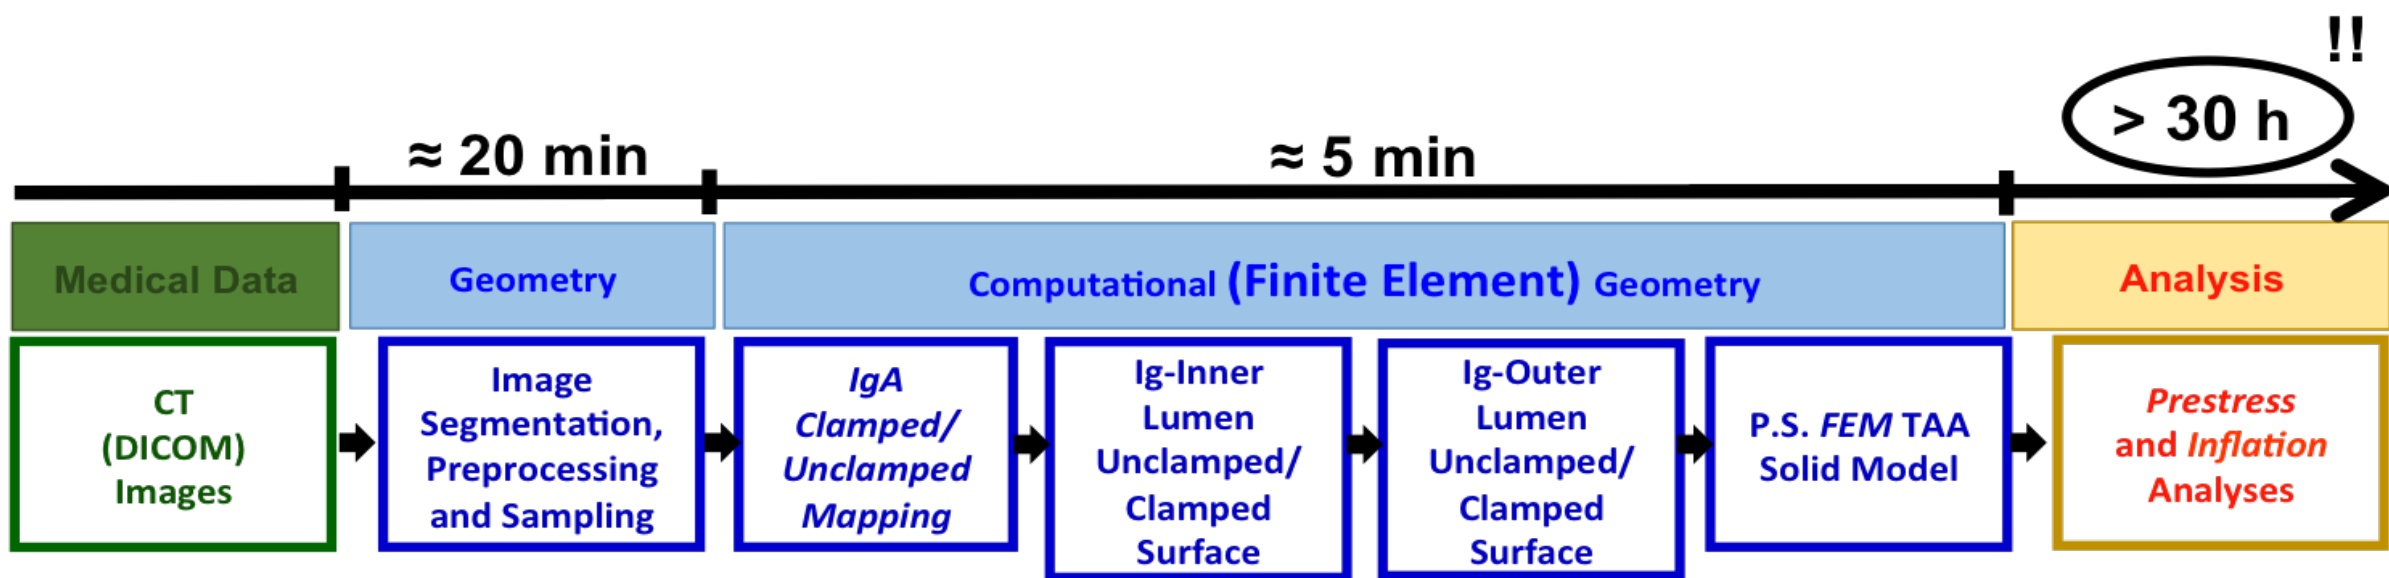 !!
> 30 h
≈ 20 min
≈ 5 min
Medical Data
Geometry
Computational (Finite Element) Geometry
Analysis
CT
(DICOM)
Images
Image
Segmentation,
Preprocessing
and Sampling
IgA
Clamped/
Unclamped
Mapping
Ig-Inner
Lumen
Unclamped/
Clamped
Surface
Ig-Outer
Lumen
Unclamped/
Clamped
Surface
P.S. FEM TAA
Solid Model
Prestress
and Inflation
Analyses